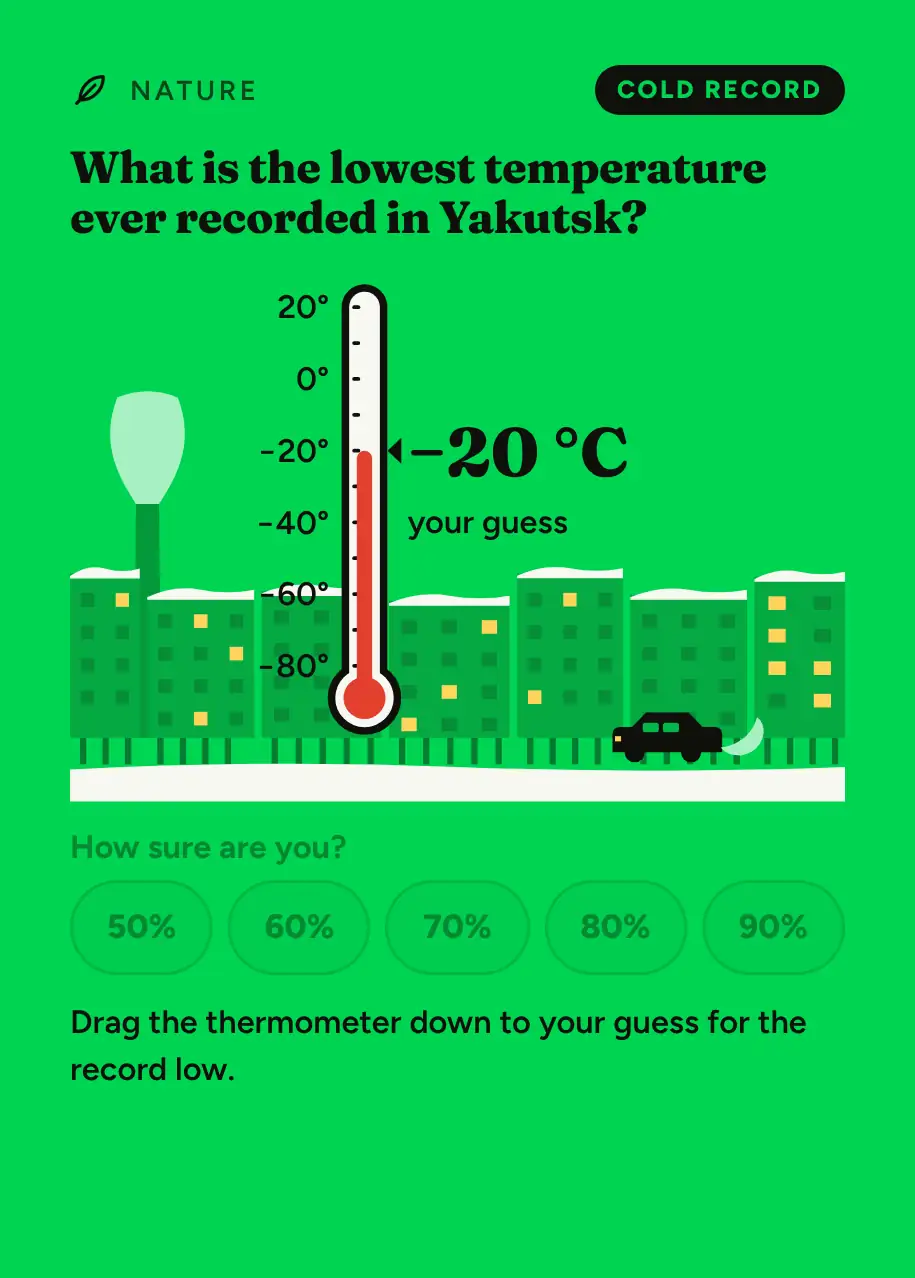 NATURE
COLD RECORD
What is the lowest temperature
ever recorded in Yakutsk?
20°
0°
−20°
−20 °C
−40°
your guess
−60°
−80°
How sure are you?
50%
60%
70%
80%
90%
Drag the thermometer down to your guess for the
record low.